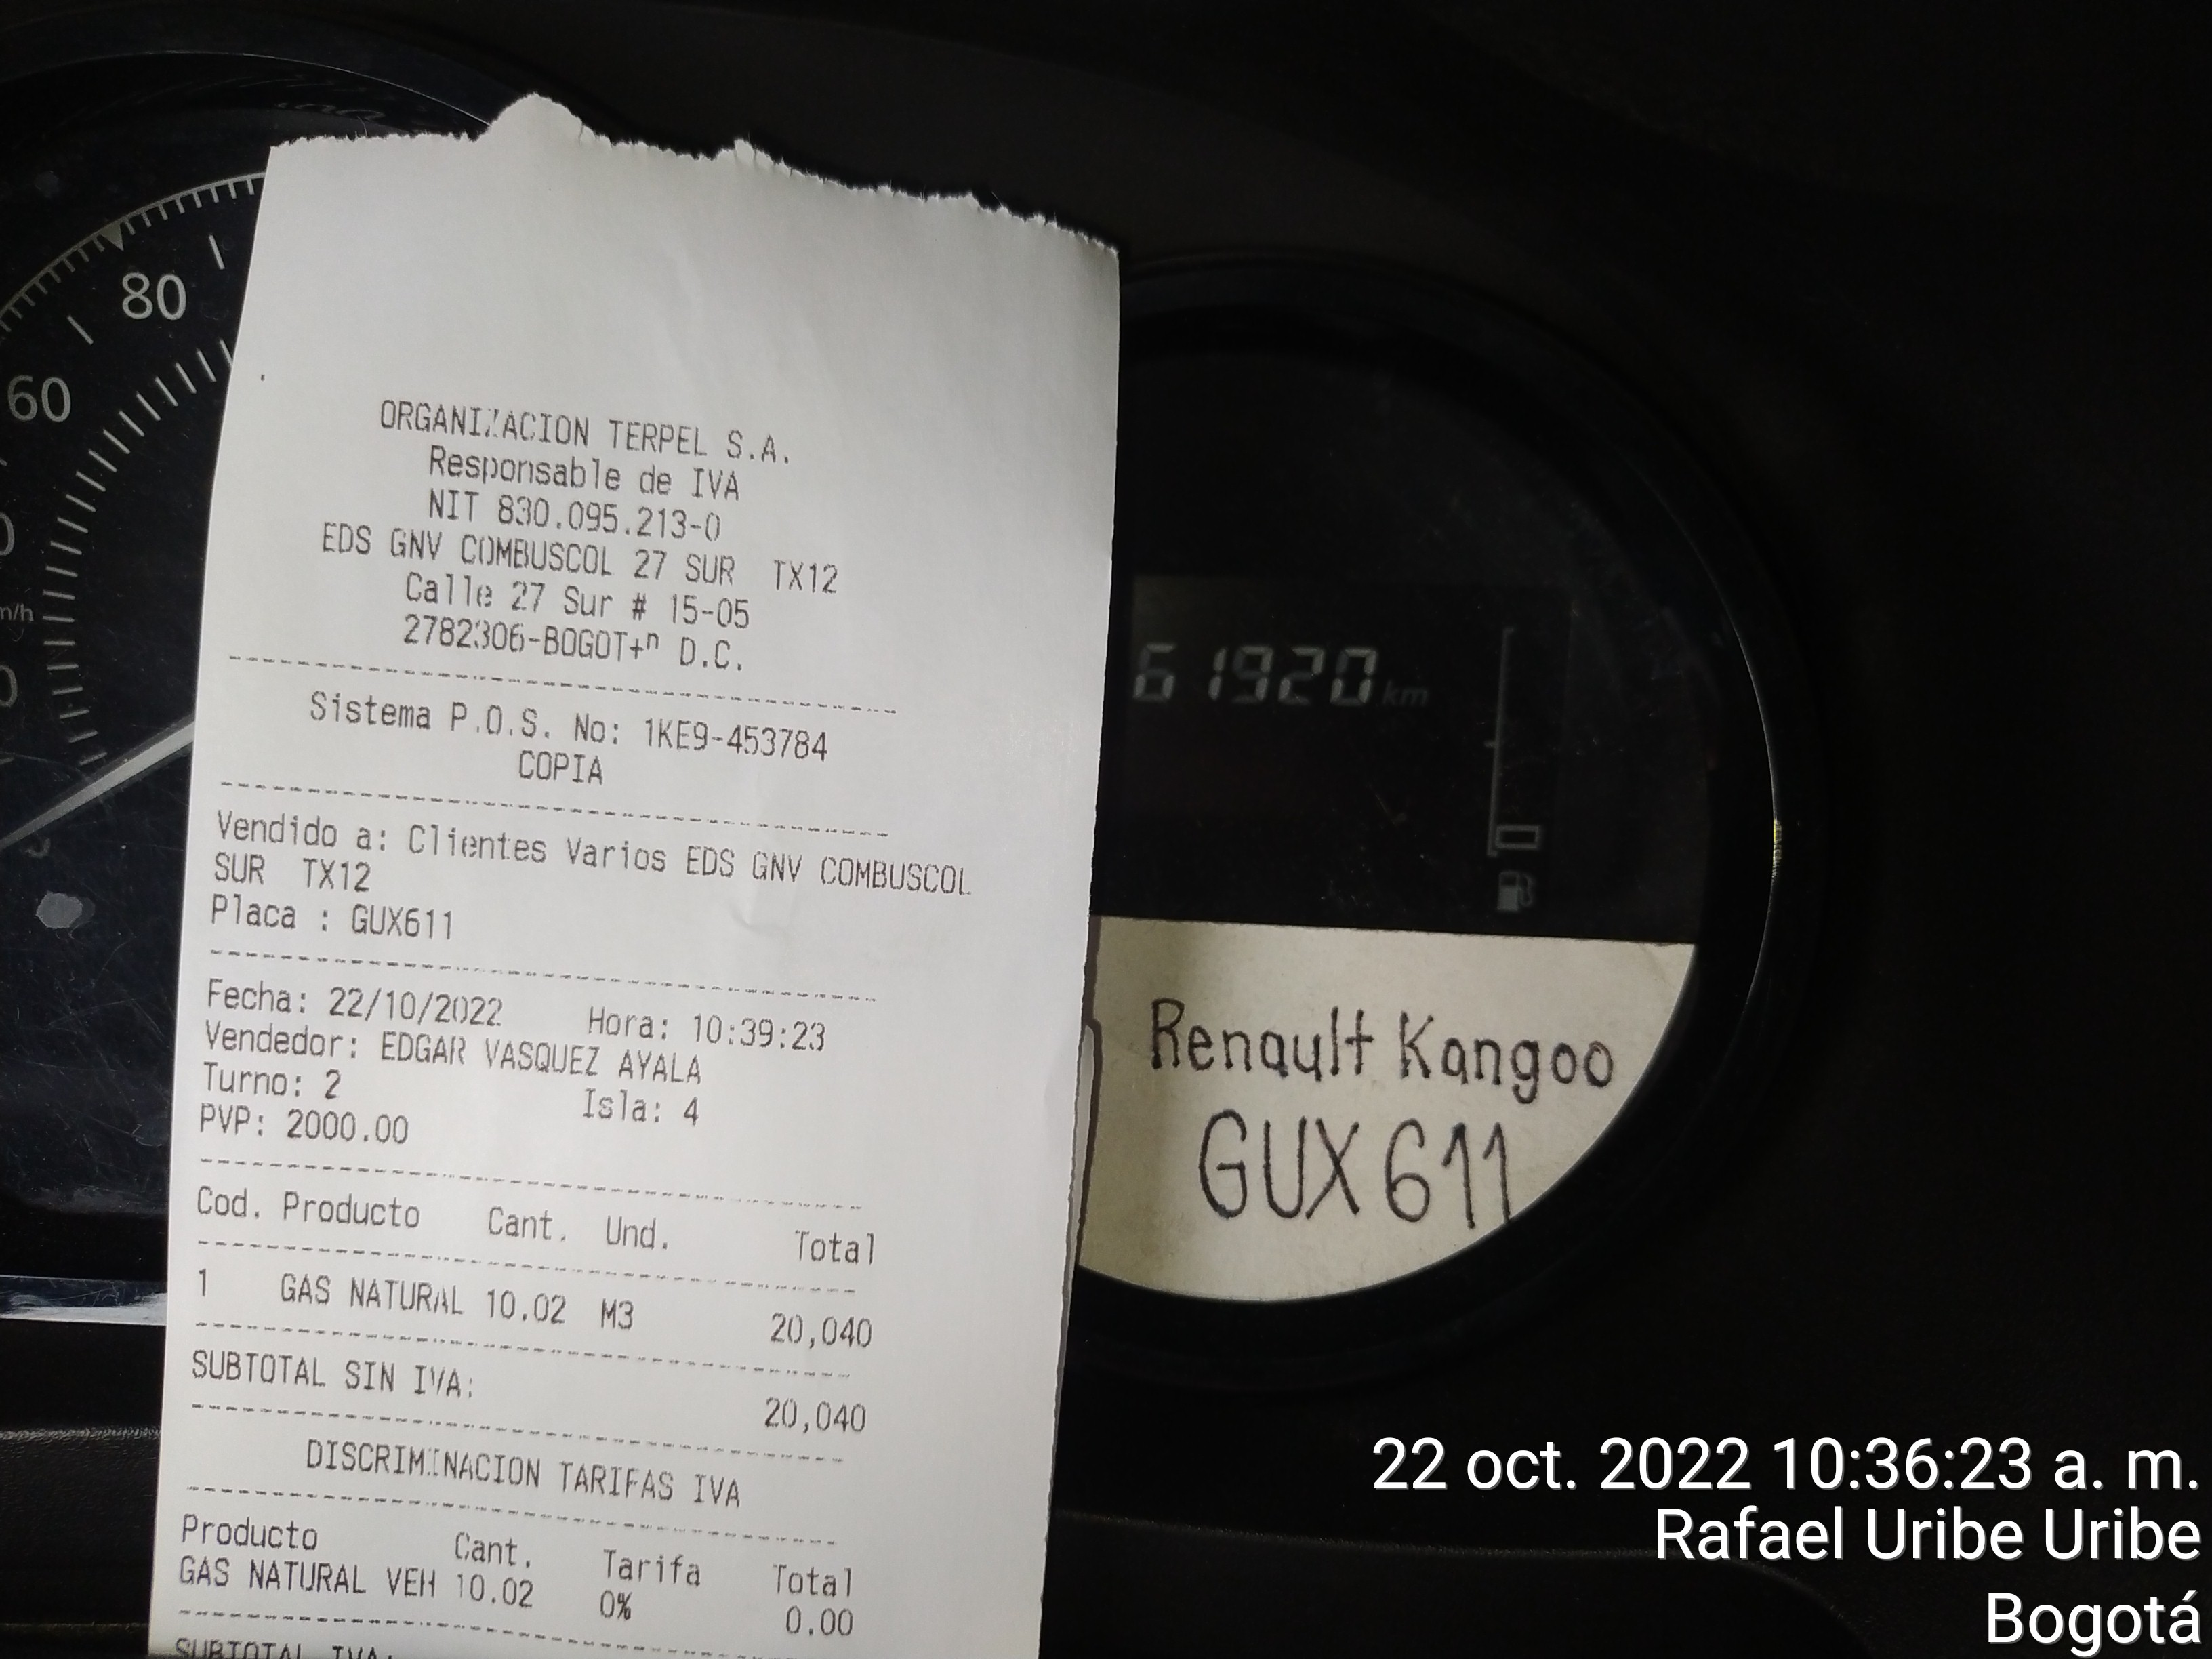 ORGANIZACION TERPEL S.A.
Responsable de IVA
NIT 830.095.213-0
EDS GNV COMBUSCOL 27 SUR TX12
Calle 27 Sur # 15-05
2782306-BOGOT+ⁿ D.C.
Sistema P.O.S. No: 1KE9-453784
COPIA
Vendido a: Clientes Varios EDS GNV COMBUSCOL
SUR TX12
Placa : GUX611
Fecha: 22/10/2022 Hora: 10:39:23
Vendedor: EDGAR VASQUEZ AYALA
Turno: 2 Isla: 4
PVP: 2000.00
Cod. Producto Cant. Und. Total
1 GAS NATURAL 10.02 M3 20,040
SUBTOTAL SIN IVA: 20,040
DISCRIMINACION TARIFAS IVA
Producto Cant. Tarifa Total
GAS NATURAL VEH 10.02 0% 0.00
SUBTOTAL IVA:
80
60
61920 km
Renault Kangoo
GUX611
22 oct. 2022 10:36:23 a. m.
Rafael Uribe Uribe
Bogotá